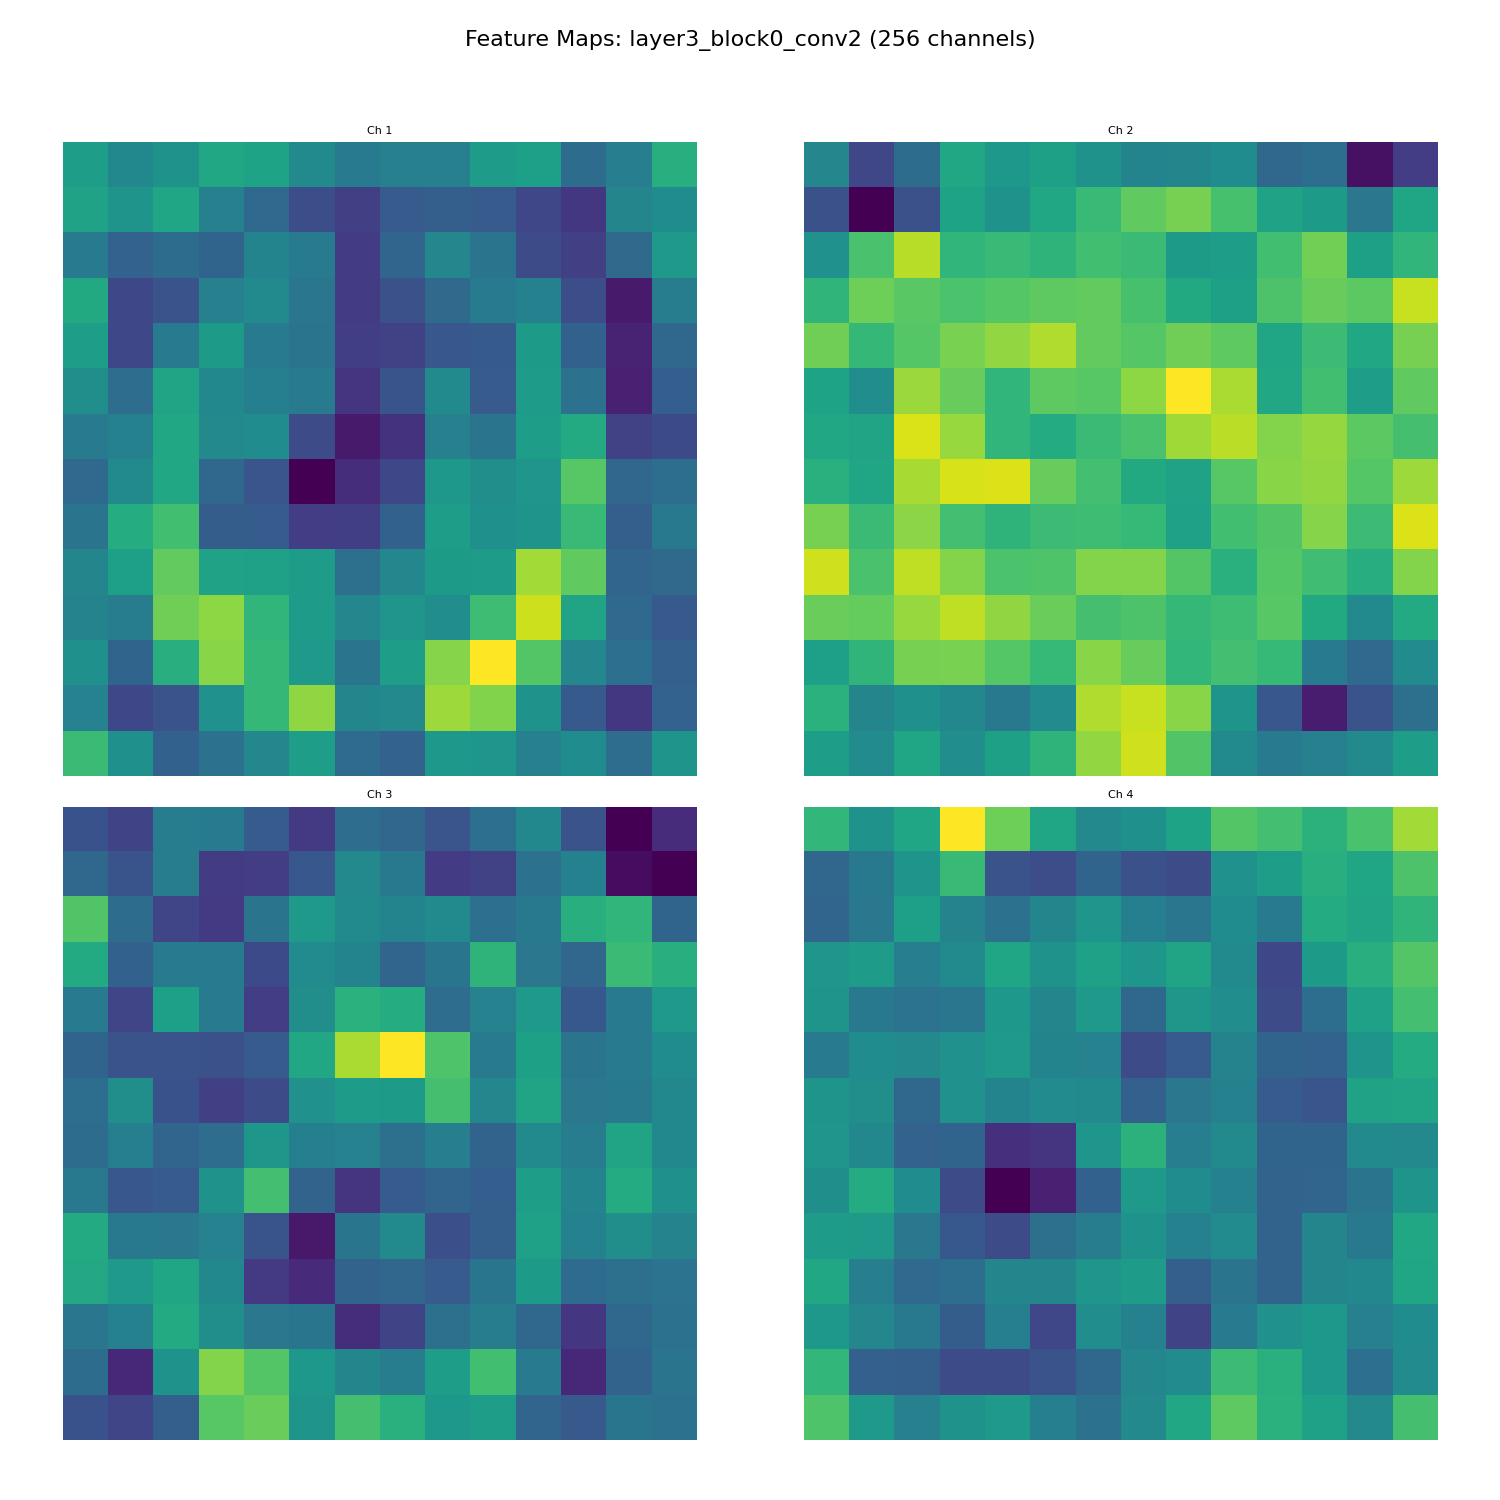 Feature Maps: layer3_block0_conv2 (256 channels)
Ch 1
Ch 2
Ch 3
Ch 4